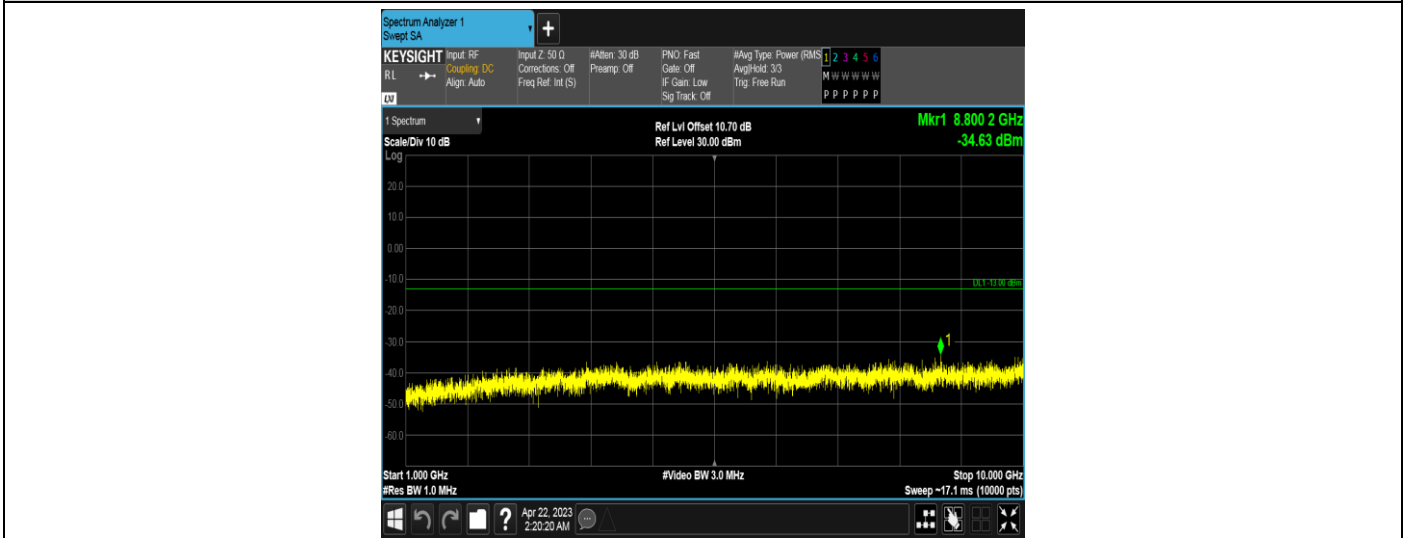 Spectrum Analyzer 1
Swept SA
+
KEYSIGHT
RL
LXI
Input: RF
Coupling: DC
Align: Auto
Input Z: 50 Ω
Corrections: Off
Freq Ref: Int (S)
#Atten: 30 dB
Preamp: Off
PNO: Fast
Gate: Off
IF Gain: Low
Sig Track: Off
#Avg Type: Power (RMS
Avg|Hold: 3/3
Trig: Free Run
1 2 3 4 5 6
M W W W W W
P P P P P P
1 Spectrum
Scale/Div 10 dB
Ref Lvl Offset 10.70 dB
Ref Level 30.00 dBm
Mkr1 8.800 2 GHz
-34.63 dBm
Log
20.0
10.0
0.00
-10.0
DL1 -13.00 dBm
-20.0
-30.0
1
-40.0
-50.0
-60.0
Start 1.000 GHz
#Video BW 3.0 MHz
Stop 10.000 GHz
#Res BW 1.0 MHz
Sweep ~17.1 ms (10000 pts)
?
Apr 22, 2023
2:20:20 AM